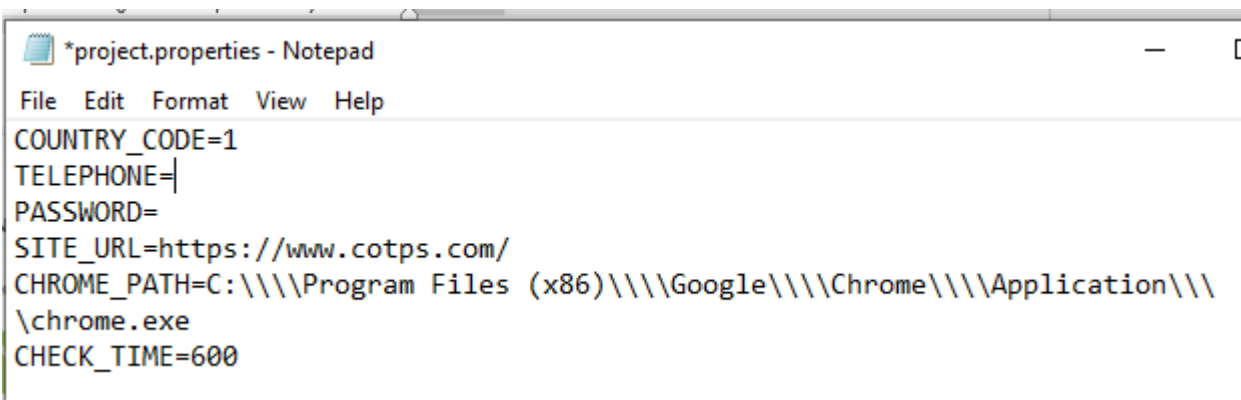 *project.properties - Notepad
File Edit Format View Help
COUNTRY_CODE=1
TELEPHONE=
PASSWORD=
SITE_URL=https://www.cotps.com/
CHROME_PATH=C:\\\\Program Files (x86)\\\\Google\\\\Chrome\\\\Application\\\
\chrome.exe
CHECK_TIME=600